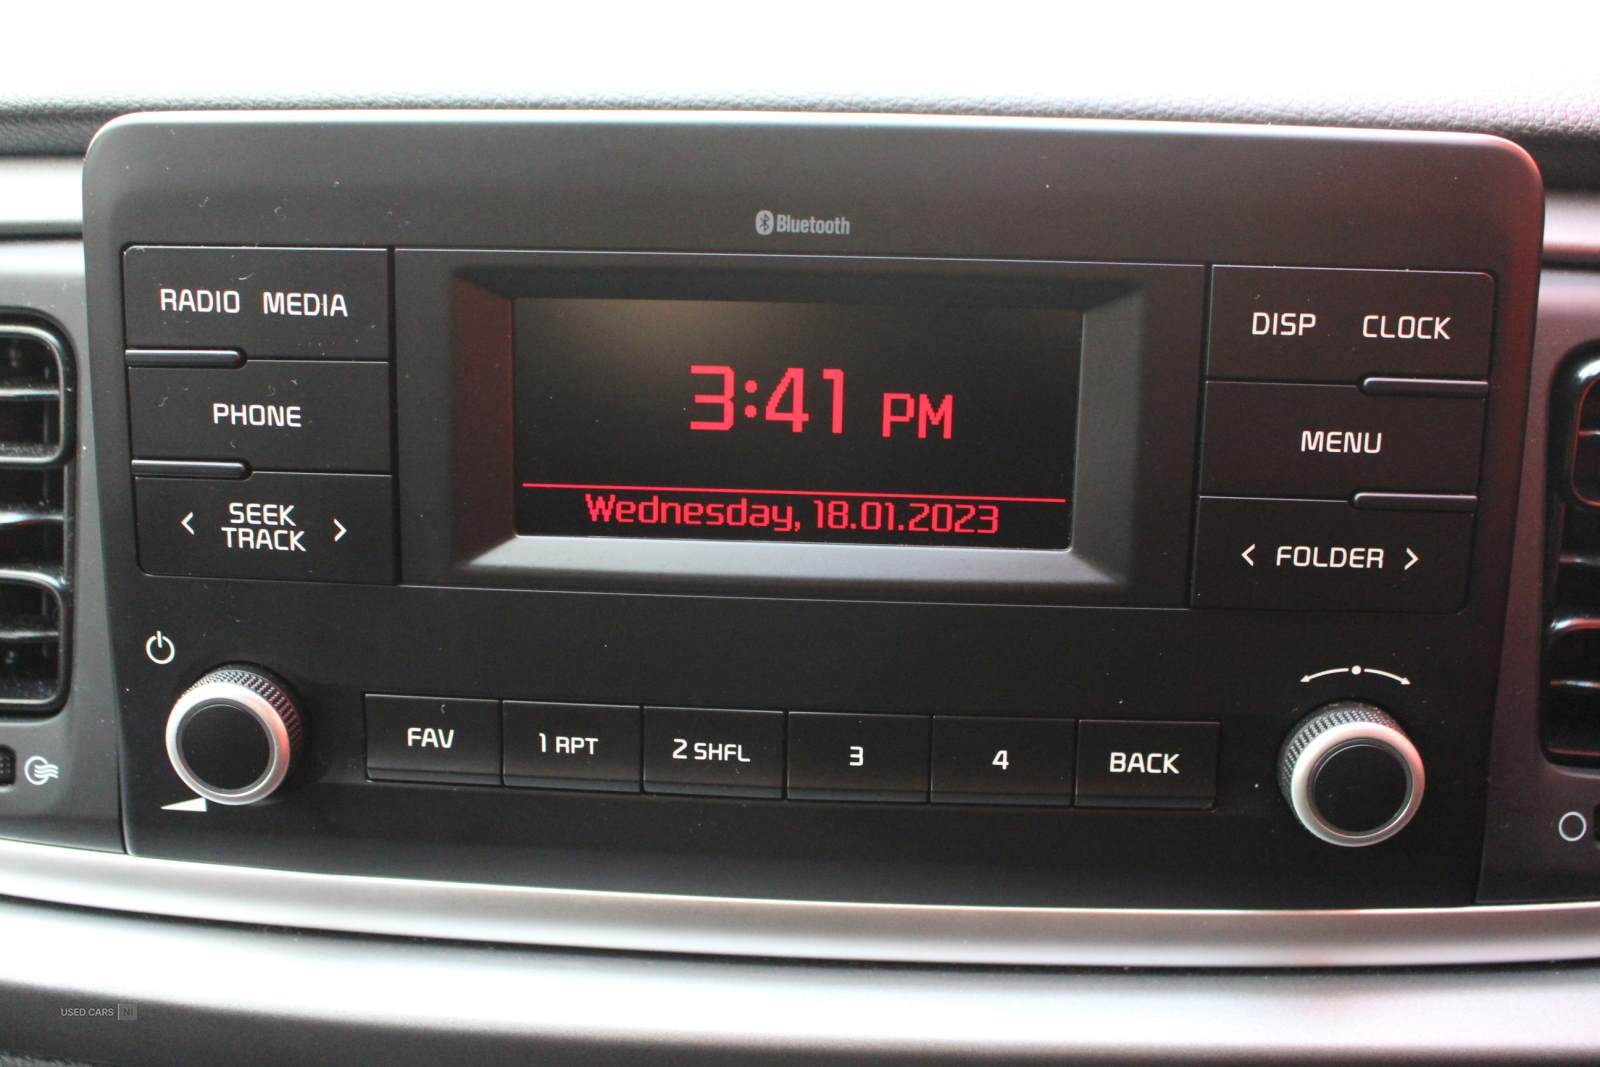 Bluetooth
RADIO MEDIA
PHONE
SEEK
TRACK
3:41 PM
Wednesday, 18.01.2023
DISP CLOCK
MENU
FOLDER
FAV
1 RPT
2 SHFL
3
4
BACK
USED CARS NI